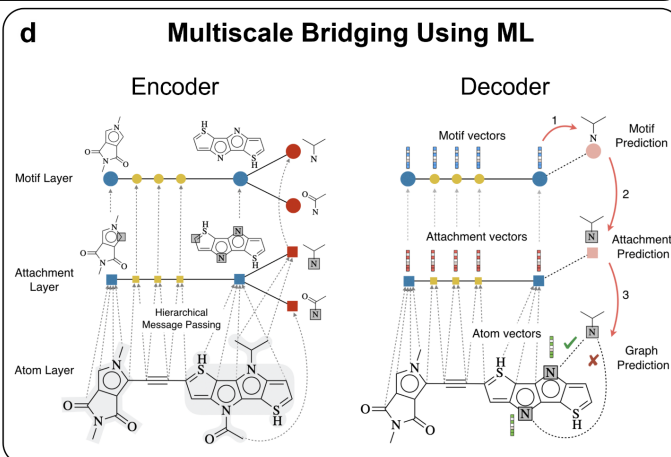 d
Multiscale Bridging Using ML
Encoder
Decoder
Motif Layer
Attachment
Layer
Hierarchical
Message Passing
Atom Layer
N
O
N
O
S
H
N
N
S
H
N
O
N
N
O
N
O
S
H
N
N
S
H
N
O
N
N
O
N
O
S
H
N
N
S
H
O
Motif vectors
1
N
Motif
Prediction
2
Attachment vectors
N
Attachment
Prediction
3
Atom vectors
N
✓
✗
Graph
Prediction
N
O
N
O
S
H
N
N
S
H